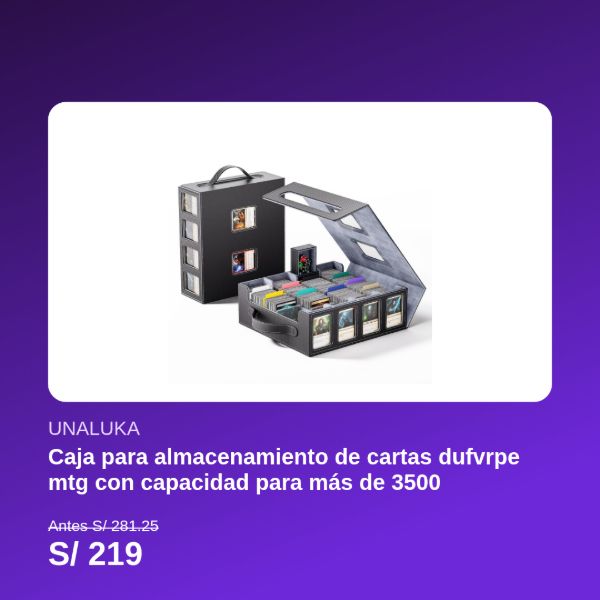 UNALUKA
Caja para almacenamiento de cartas dufvrpe
mtg con capacidad para más de 3500
Antes S/ 281.25
S/ 219